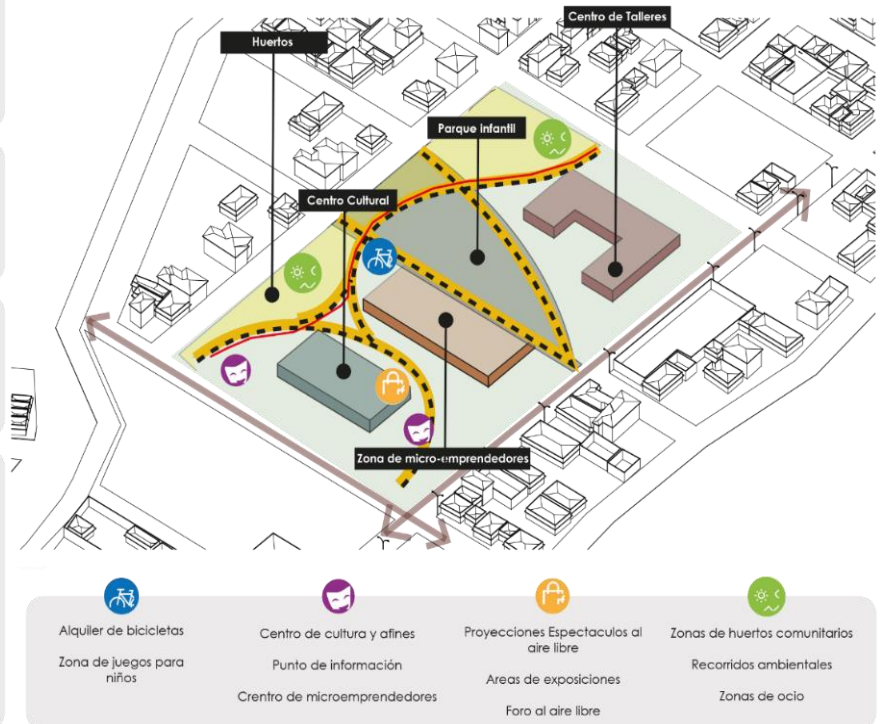 Centro de Talleres
Huertos
Parque Infantil
Centro Cultural
Zona de micro-emprendedores
Alquiler de bicicletas
Zona de juegos para
niños
Centro de cultura y afines
Punto de información
Crentro de microemprendedores
Proyecciones Espectaculos al
aire libre
Areas de exposiciones
Foro al aire libre
Zonas de huertos comunitarios
Recorridos ambientales
Zonas de ocio